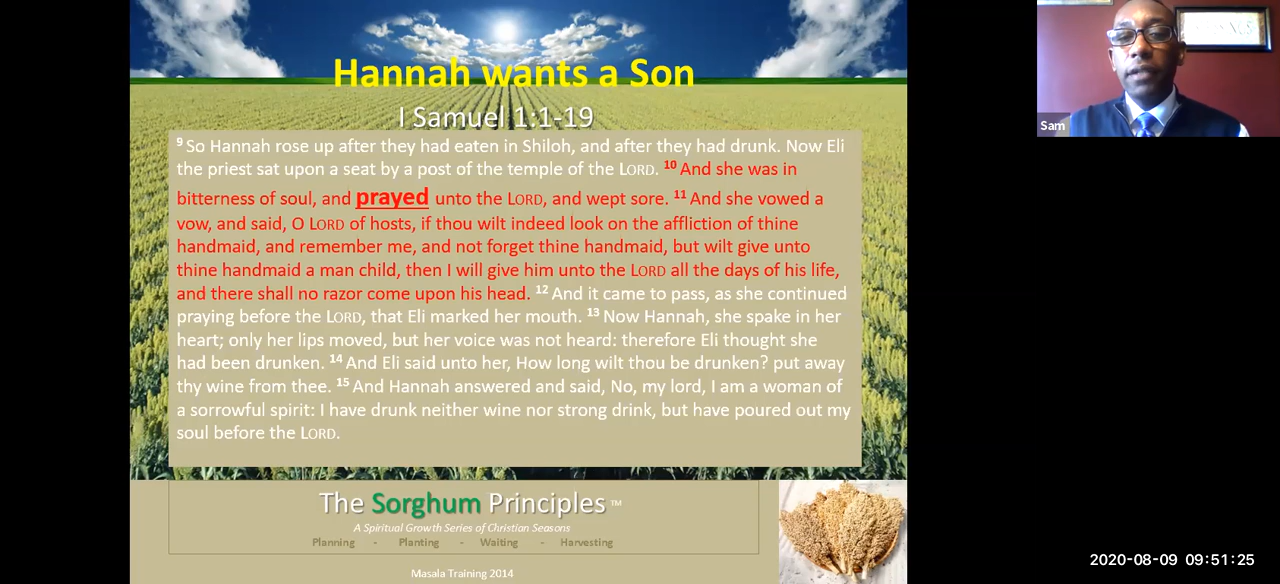 Hannah wants a Son
I Samuel 1:1-19
9 So Hannah rose up after they had eaten in Shiloh, and after they had drunk. Now Eli
the priest sat upon a seat by a post of the temple of the LORD. 10 And she was in
bitterness of soul, and prayed unto the LORD, and wept sore. 11 And she vowed a
vow, and said, O LORD of hosts, if thou wilt indeed look on the affliction of thine
handmaid, and remember me, and not forget thine handmaid, but wilt give unto
thine handmaid a man child, then I will give him unto the LORD all the days of his life,
and there shall no razor come upon his head. 12 And it came to pass, as she continued
praying before the LORD, that Eli marked her mouth. 13 Now Hannah, she spake in her
heart; only her lips moved, but her voice was not heard: therefore Eli thought she
had been drunken. 14 And Eli said unto her, How long wilt thou be drunken? put away
thy wine from thee. 15 And Hannah answered and said, No, my lord, I am a woman of
a sorrowful spirit: I have drunk neither wine nor strong drink, but have poured out my
soul before the LORD.
The Sorghum Principles ™
A Spiritual Growth Series of Christian Seasons
Planning - Planting - Waiting - Harvesting
Masala Training 2014
Sam
2020-08-09 09:51:25